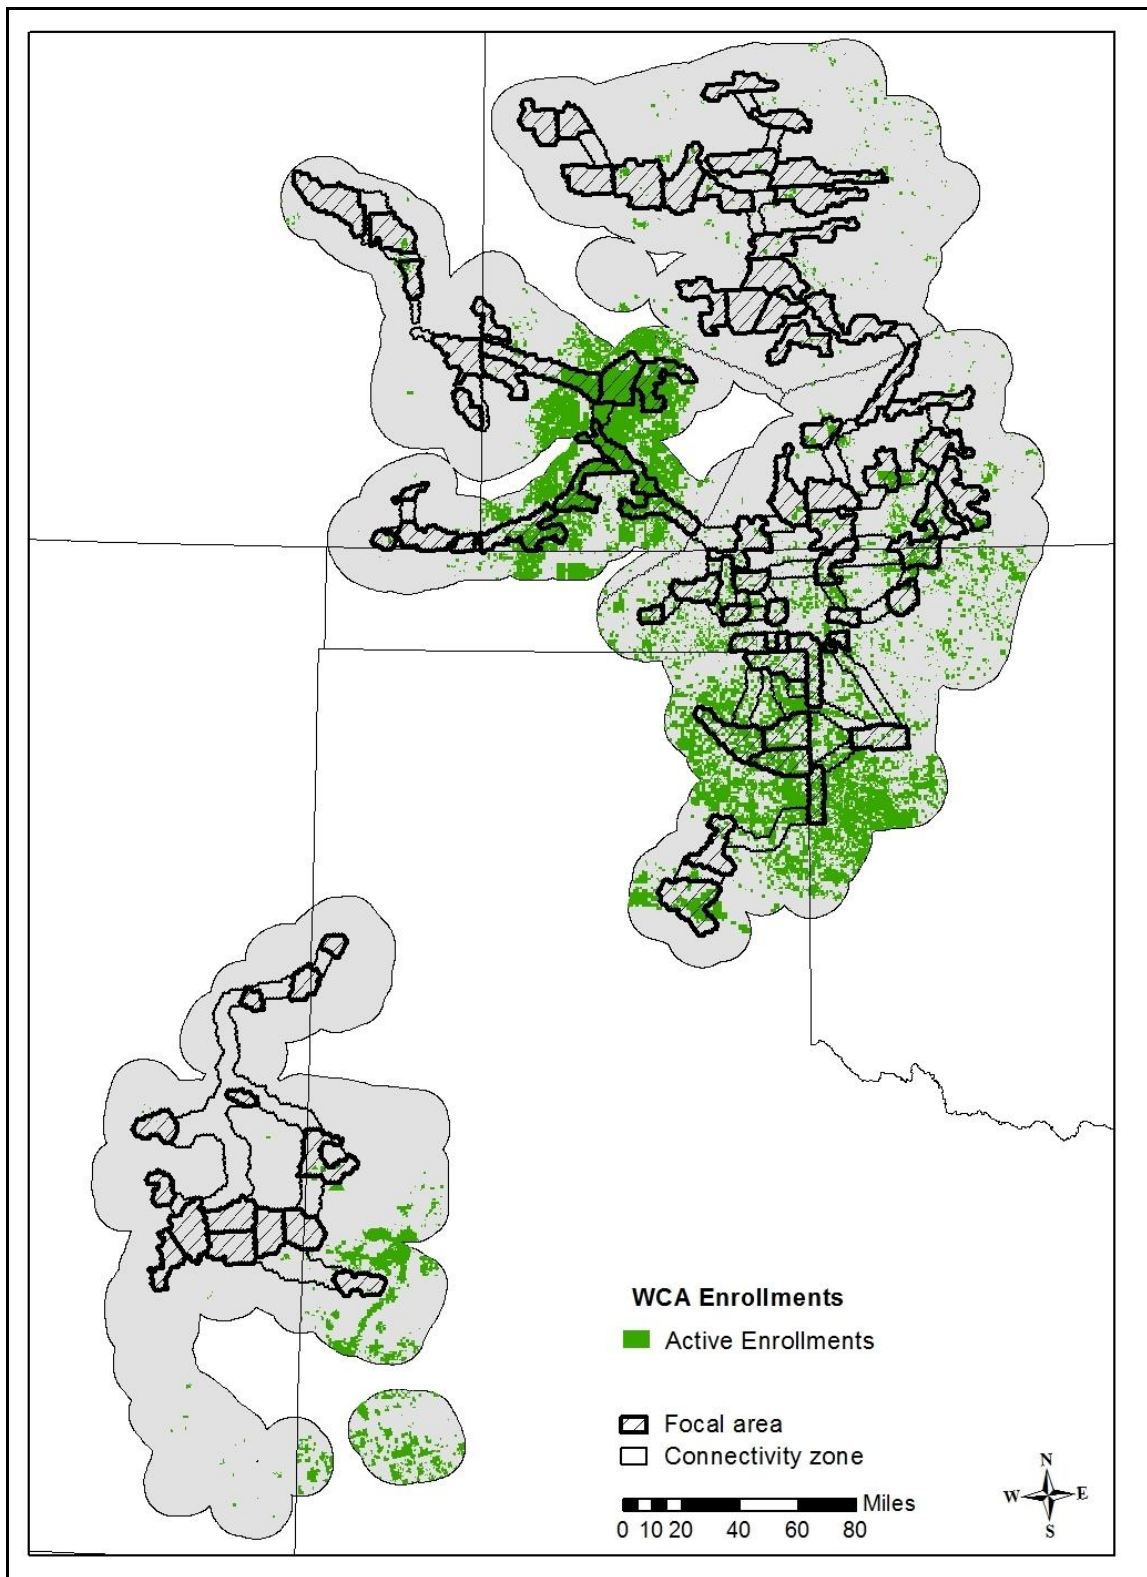 WCA Enrollments
Active Enrollments
Focal area
Connectivity zone
Miles
0 10 20 40 60 80
N
W E
S